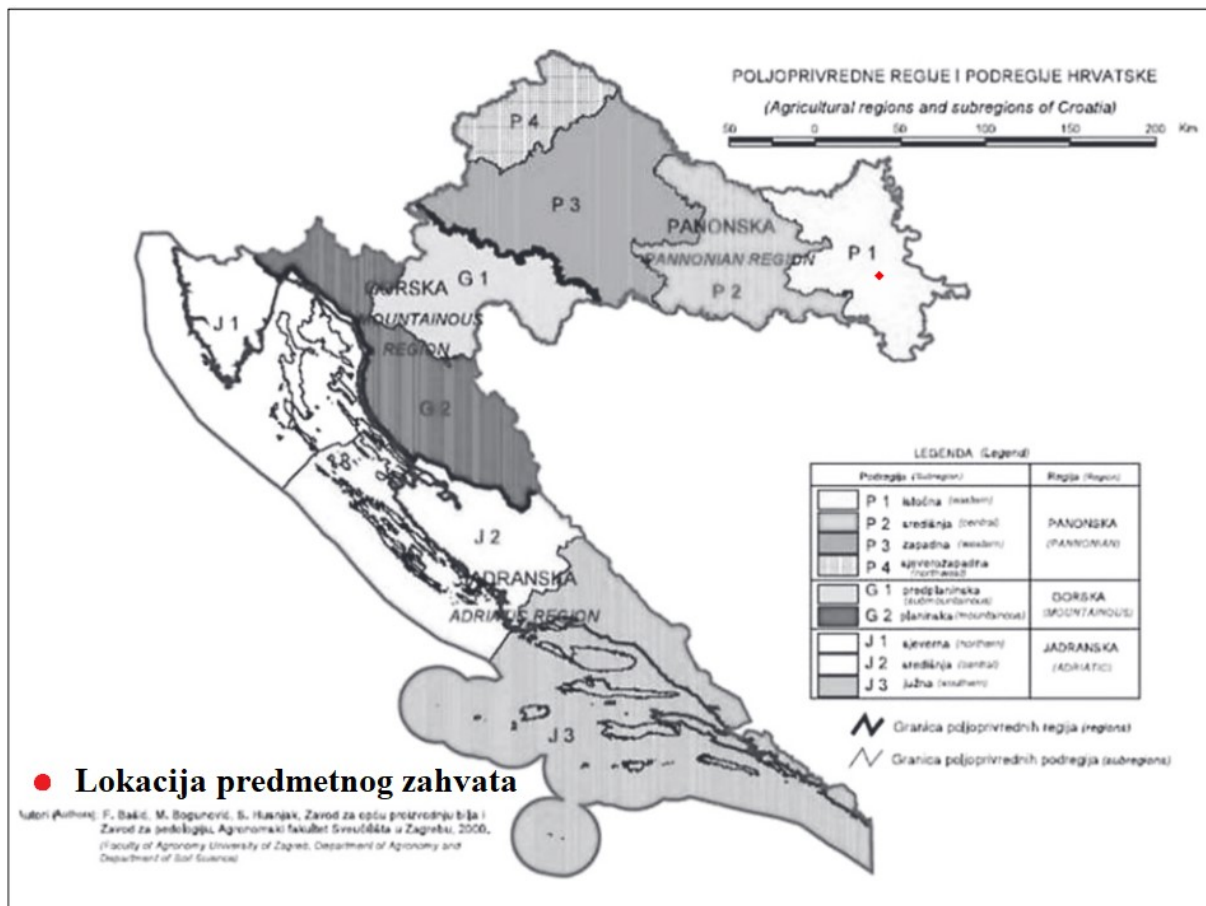 POLJOPRIVREDNE REGIJE I PODREGIJE HRVATSKE
(Agricultural regions and subregions of Croatia)
50 0 50 100 150 200 Km
P 4
P 3
PANONSKA
PANNONIAN REGION
P 2
P 1
G 1
GORSKA
MOUNTAINOUS
REGION
G 2
J 1
J 2
JADRANSKA
REGION
J 3
LEGENDA (Legend)
Podregija (Subregion) Regija (Region)
P 1 istočna
P 2 središnja (central)
P 3 zapadna (western)
P 4 sjeverozapadna
(northwest)
PANONSKA
(PANNONIAN)
G 1 predplaninska
(submountainous)
G 2 planinska (mountainous)
GORSKA
(MOUNTAINOUS)
J 1 sjeverna (northern)
J 2 središnja (central)
J 3 južna (southern)
JADRANSKA
(ADRIATIC)
Granica poljoprivrednih regija (regions)
Granica poljoprivrednih podregija (subregions)
Lokacija predmetnog zahvata
F. Bašić, M. Bogunović, S. Husnjak, Zavod za opću proizvodnju bilja i
Zavod za pedologiju, Agronomski fakultet Sveučilišta u Zagrebu, 2000.
(Faculty of Agronomy University of Zagreb, Department of Agronomy and
Department of Soil Science)